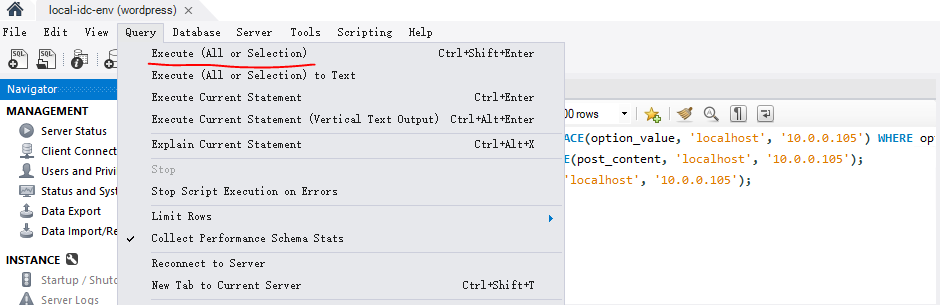 local-idc-env (wordpress)
File Edit View Query Database Server Tools Scripting Help
SQL SQL
Navigator
MANAGEMENT
Server Status
Client Connect
Users and Privi
Status and Syst
Data Export
Data Import/Re
INSTANCE
Startup / Shutd
Server Logs
Execute (All or Selection) Ctrl+Shift+Enter
Execute (All or Selection) to Text
Execute Current Statement Ctrl+Enter
Execute Current Statement (Vertical Text Output) Ctrl+Alt+Enter
Explain Current Statement Ctrl+Alt+X
Stop
Stop Script Execution on Errors
Limit Rows
Collect Performance Schema Stats
Reconnect to Server
New Tab to Current Server Ctrl+Shift+T
00 rows
ACE(option_value, 'localhost', '10.0.0.105') WHERE opt
E(post_content, 'localhost', '10.0.0.105');
'localhost', '10.0.0.105');